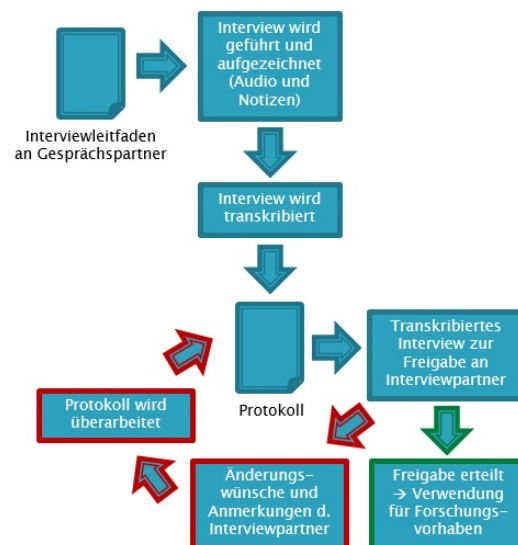 Interview wird
geführt und
aufgezeichnet
(Audio und
Notizen)
Interviewleitfaden
an Gesprächspartner
Interview wird
transkribiert
Protokoll
Transkribiertes
Interview zur
Freigabe an
Interviewpartner
Protokoll wird
überarbeitet
Änderungs-
wünsche und
Anmerkungen d.
Interviewpartner
Freigabe erteilt
→ Verwendung
für Forschungs-
vorhaben